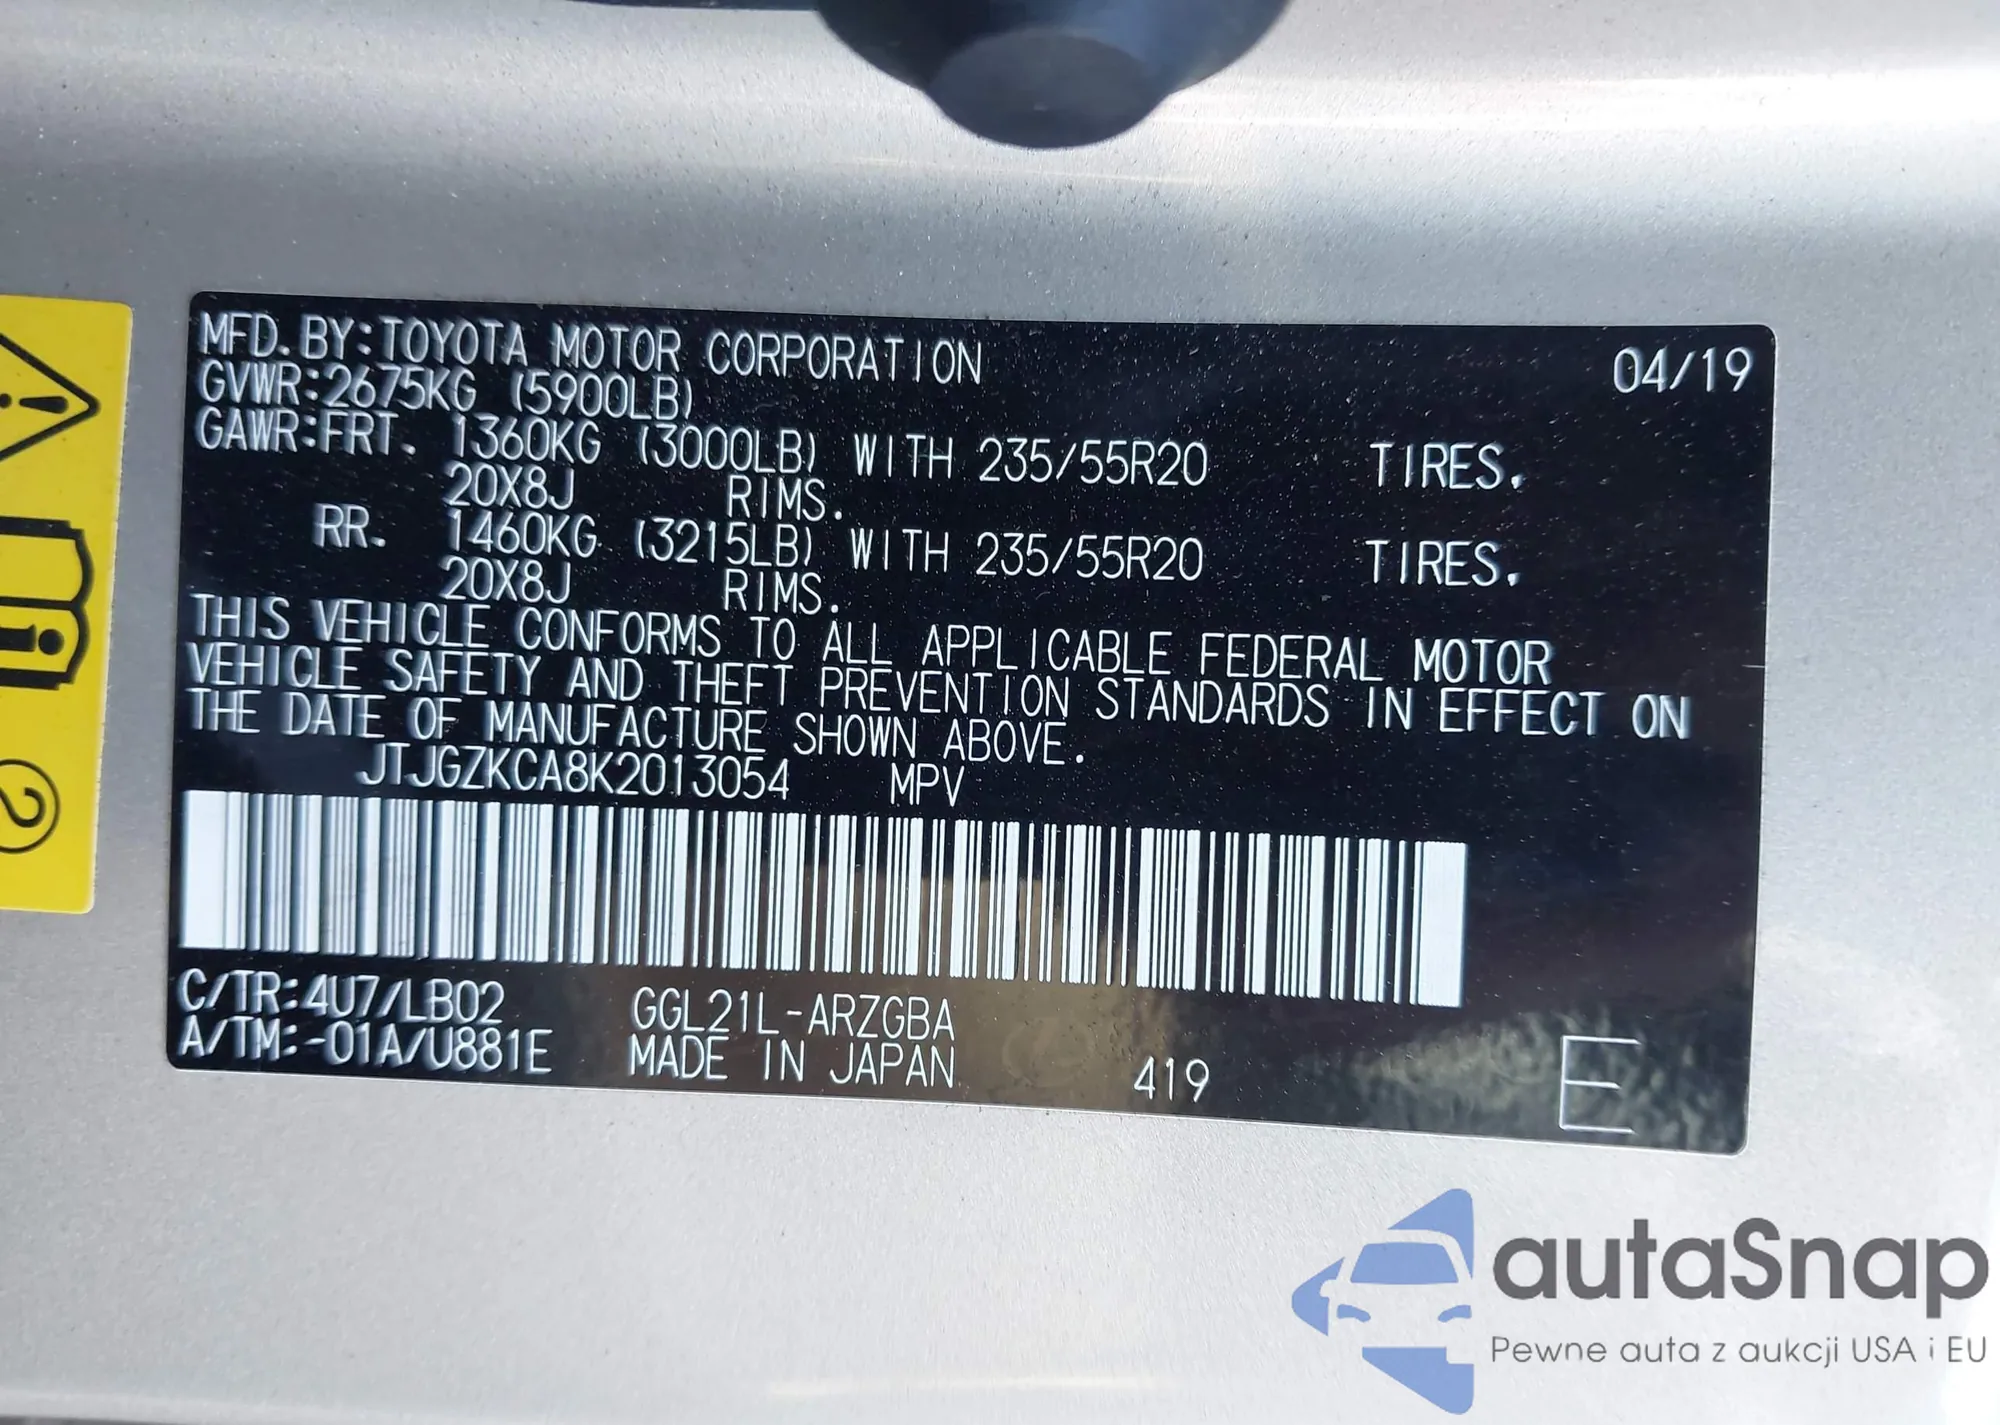 MFD. BY:TOYOTA MOTOR CORPORATION 04/19
GVWR:2675KG (5900LB)
GAWR:FRT. 1360KG (3000LB) WITH 235/55R20 TIRES.
20X8J RIMS.
RR. 1460KG (3215LB) WITH 235/55R20 TIRES.
20X8J RIMS.
THIS VEHICLE CONFORMS TO ALL APPLICABLE FEDERAL MOTOR
VEHICLE SAFETY AND THEFT PREVENTION STANDARDS IN EFFECT ON
THE DATE OF MANUFACTURE SHOWN ABOVE.
JTJGZKCA8K2013054 MPV
C/TR:4U7/LB02 GGL21L-ARZGBA
A/TM:-01A/U881E MADE IN JAPAN 419 E
2
autaSnap
Pewne auta z aukcji USA i EU